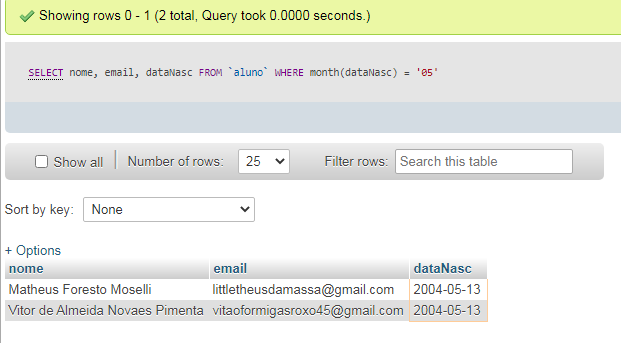 Showing rows 0 - 1 (2 total, Query took 0.0000 seconds.)
SELECT nome, email, dataNasc FROM `aluno` WHERE month(dataNasc) = '05'
Show all Number of rows: 25 Filter rows: Search this table
Sort by key: None
+ Options
nome email dataNasc
Matheus Foresto Moselli littletheusdamassa@gmail.com 2004-05-13
Vitor de Almeida Novaes Pimenta vitaoformigasroxo45@gmail.com 2004-05-13